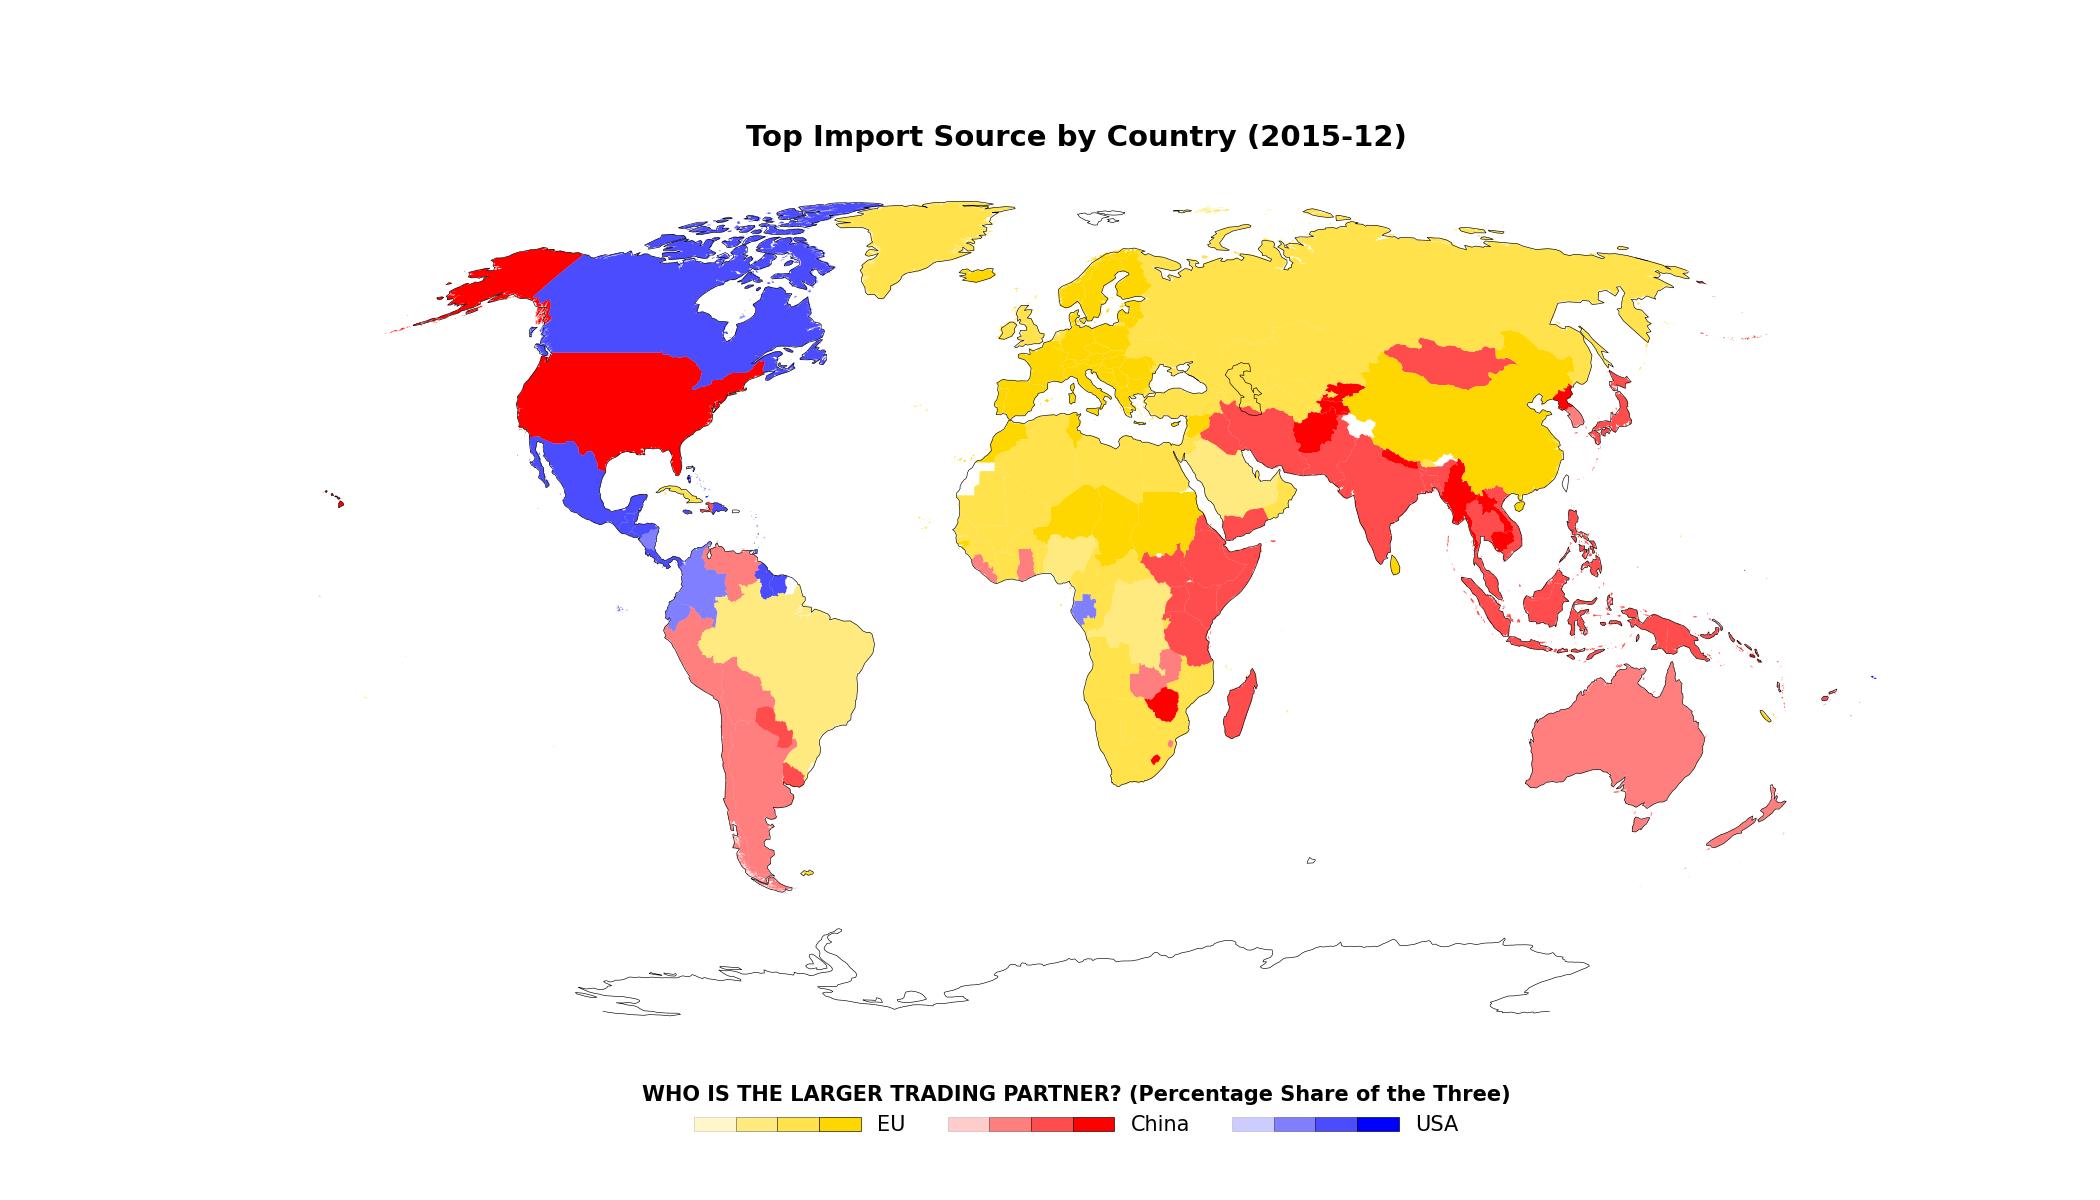 Top Import Source by Country (2015-12)
WHO IS THE LARGER TRADING PARTNER? (Percentage Share of the Three)
EU China USA